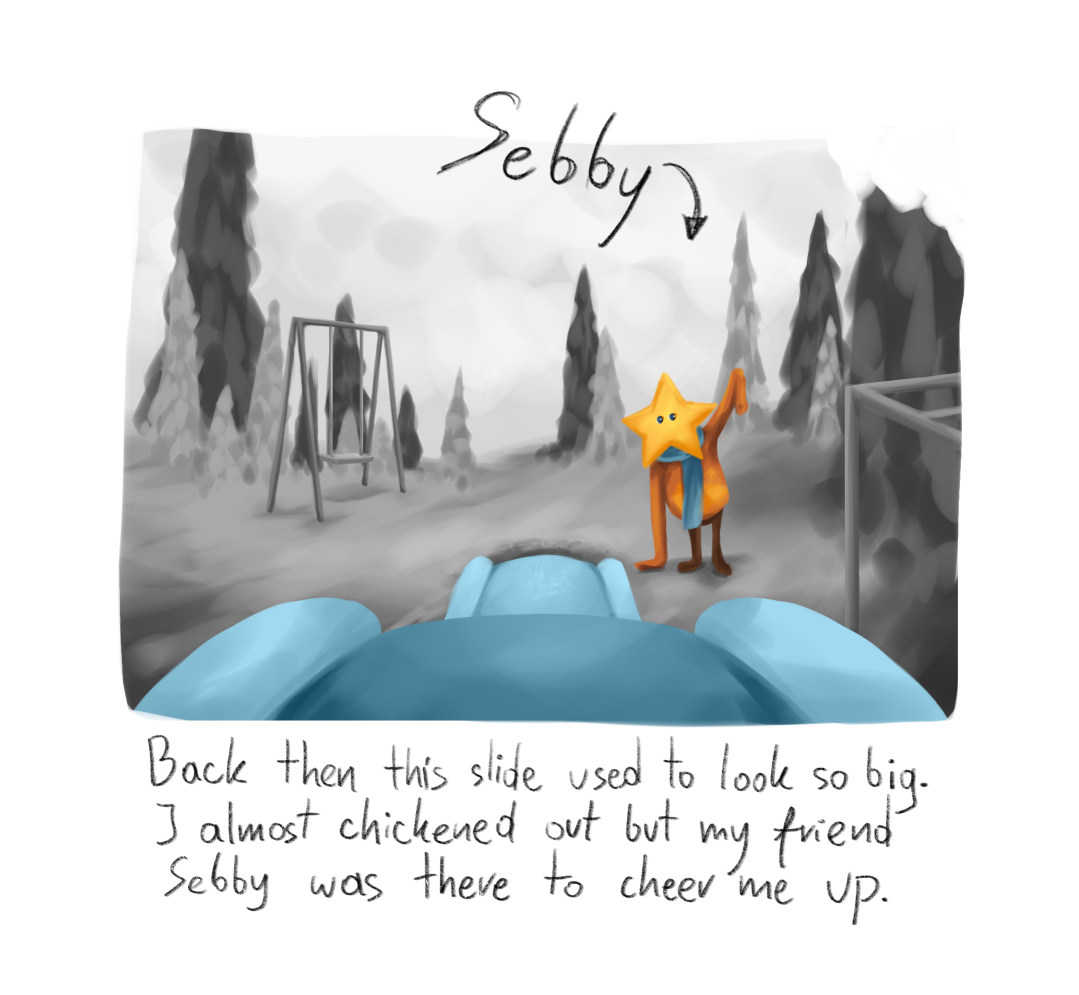 Sebby
Back then this slide used to look so big.
I almost chickened out but my friend
Sebby was there to cheer me up.